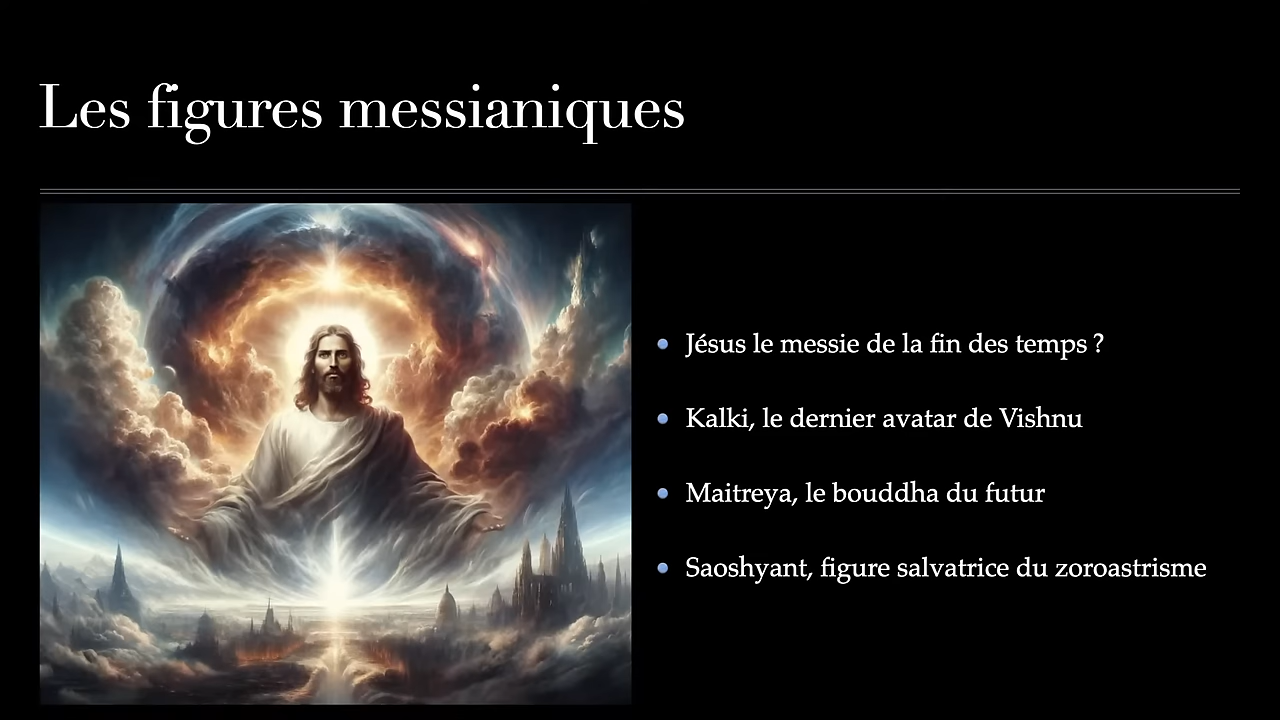 Les figures messianiques
Jésus le messie de la fin des temps ?
Kalki, le dernier avatar de Vishnu
Maitreya, le bouddha du futur
Saoshyant, figure salvatrice du zoroastrisme